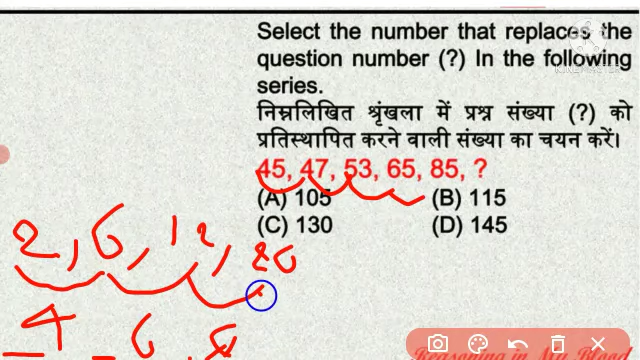 Select the number that replaces the
question number (?) In the following
series.
निम्नलिखित श्रृंखला में प्रश्न संख्या (?) को
प्रतिस्थापित करने वाली संख्या का चयन करें।
45, 47, 53, 65, 85, ?
(A) 105 (B) 115
(C) 130 (D) 145
2, 6, 12, 20
4 6 8